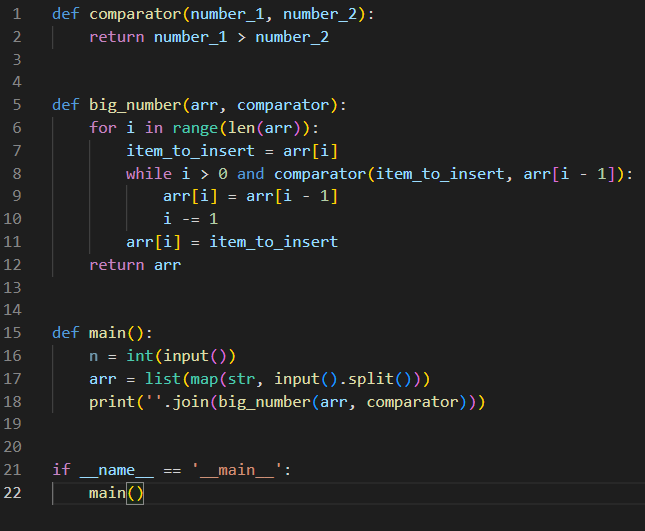 1 def comparator(number_1, number_2):
2     return number_1 > number_2
3
4
5 def big_number(arr, comparator):
6     for i in range(len(arr)):
7         item_to_insert = arr[i]
8         while i > 0 and comparator(item_to_insert, arr[i - 1]):
9             arr[i] = arr[i - 1]
10             i -= 1
11         arr[i] = item_to_insert
12     return arr
13
14
15 def main():
16     n = int(input())
17     arr = list(map(str, input().split()))
18     print(''.join(big_number(arr, comparator)))
19
20
21 if __name__ == '__main__':
22     main()